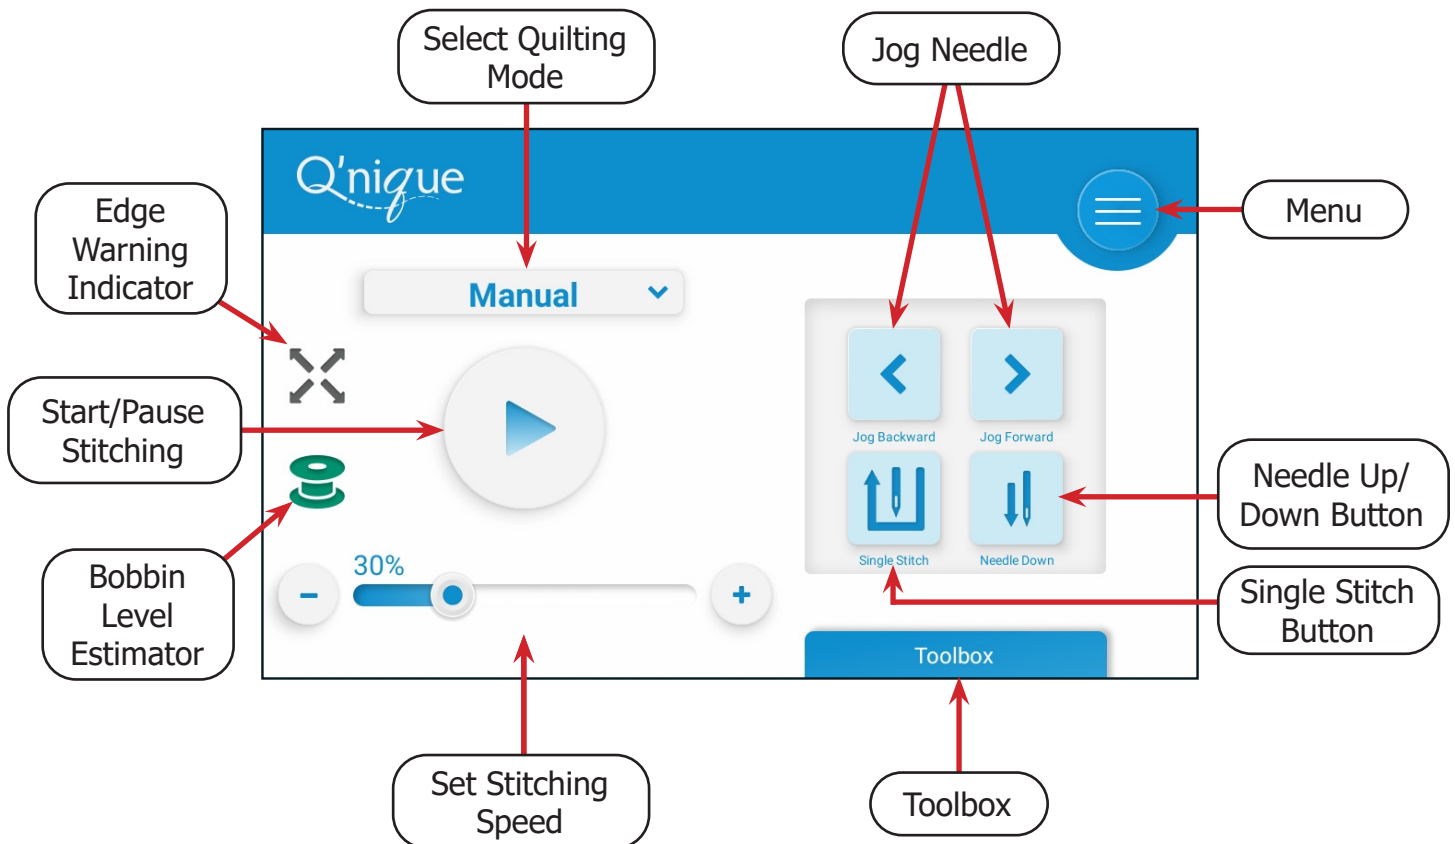 Select Quilting
Mode
Jog Needle
Q'nique
Menu
Edge
Warning
Indicator
Manual
Start/Pause
Stitching
Jog Backward
Jog Forward
Needle Up/
Down Button
Single Stitch
Needle Down
Bobbin
Level
Estimator
30%
-
+
Single Stitch
Button
Toolbox
Set Stitching
Speed
Toolbox